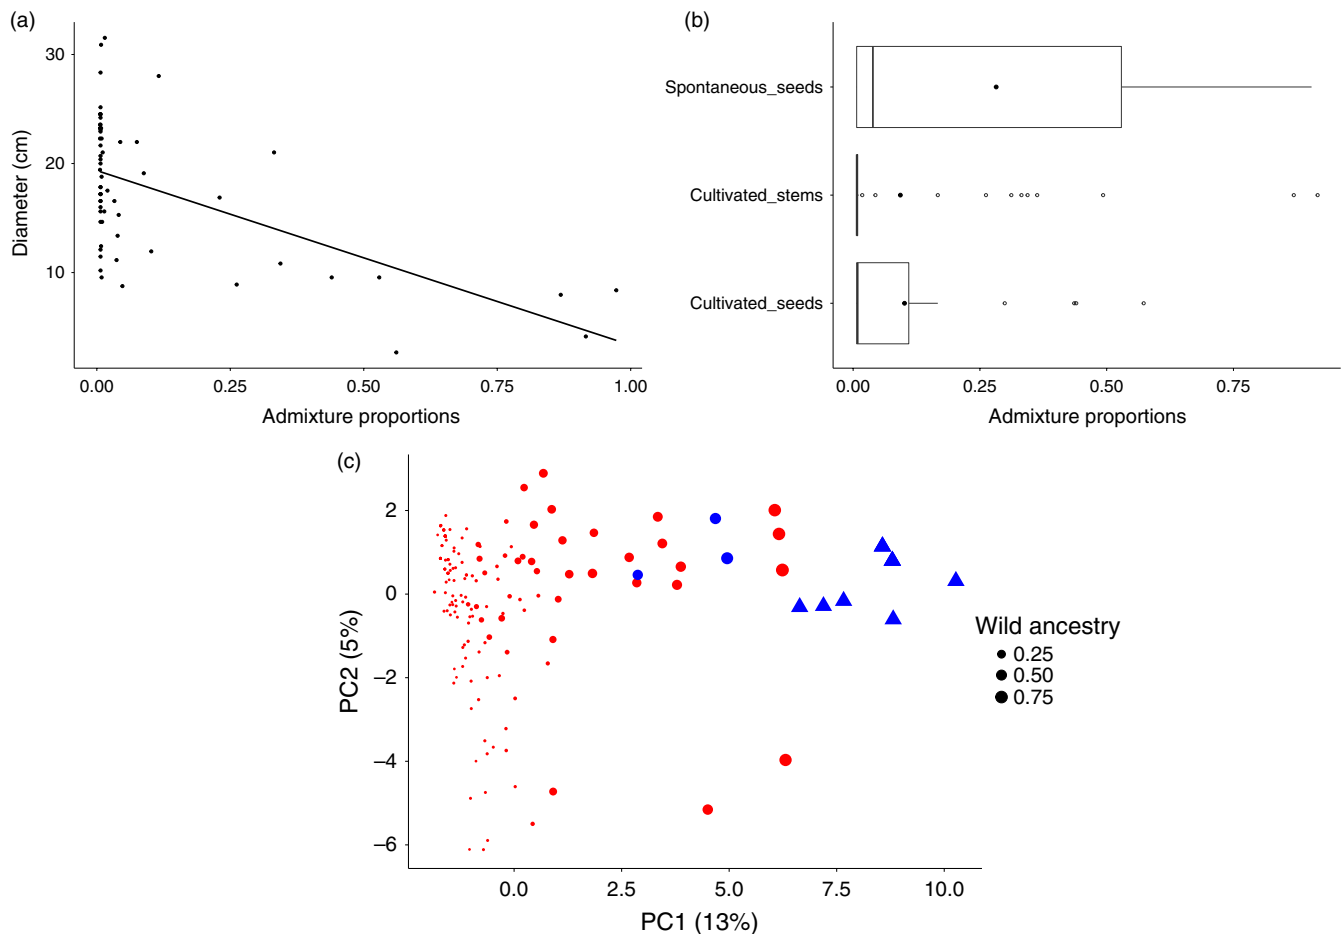 (a)
30
20
10
Diameter (cm)
0.00 0.25 0.50 0.75 1.00
Admixture proportions
(b)
Spontaneous_seeds
Cultivated_stems
Cultivated_seeds
0.00 0.25 0.50 0.75
Admixture proportions
(c)
2
0
−2
−4
−6
PC2 (5%)
0.0 2.5 5.0 7.5 10.0
PC1 (13%)
Wild ancestry
0.25
0.50
0.75